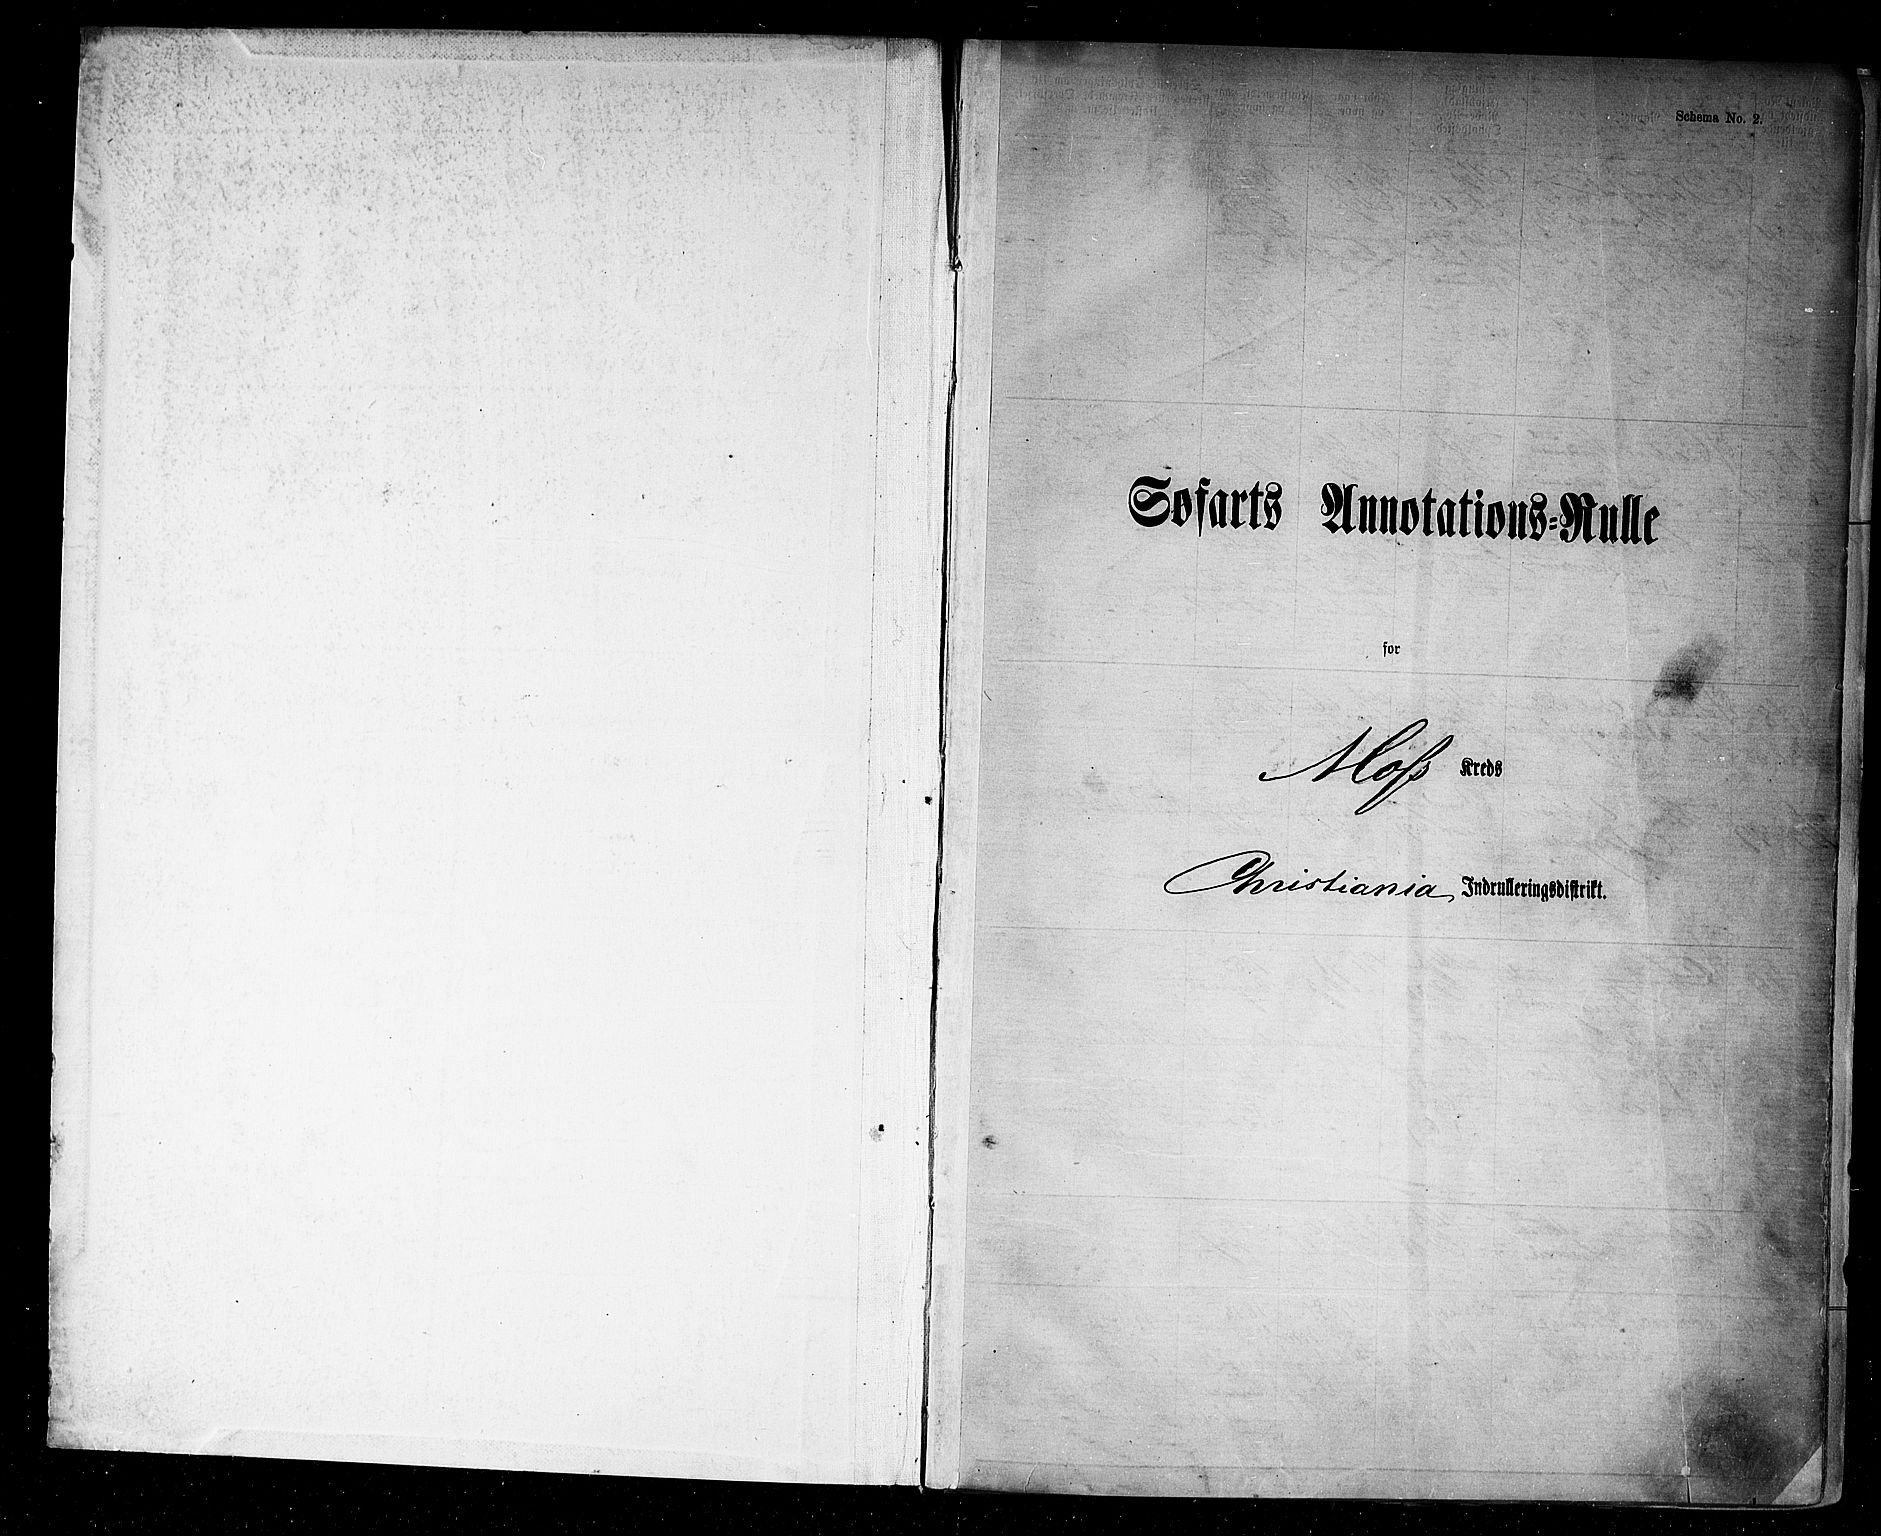 Schema No. 2.
Søfarts Annotations-Rulle
for
Moss Kreds
Christiania Indrulleringsdistrikt.